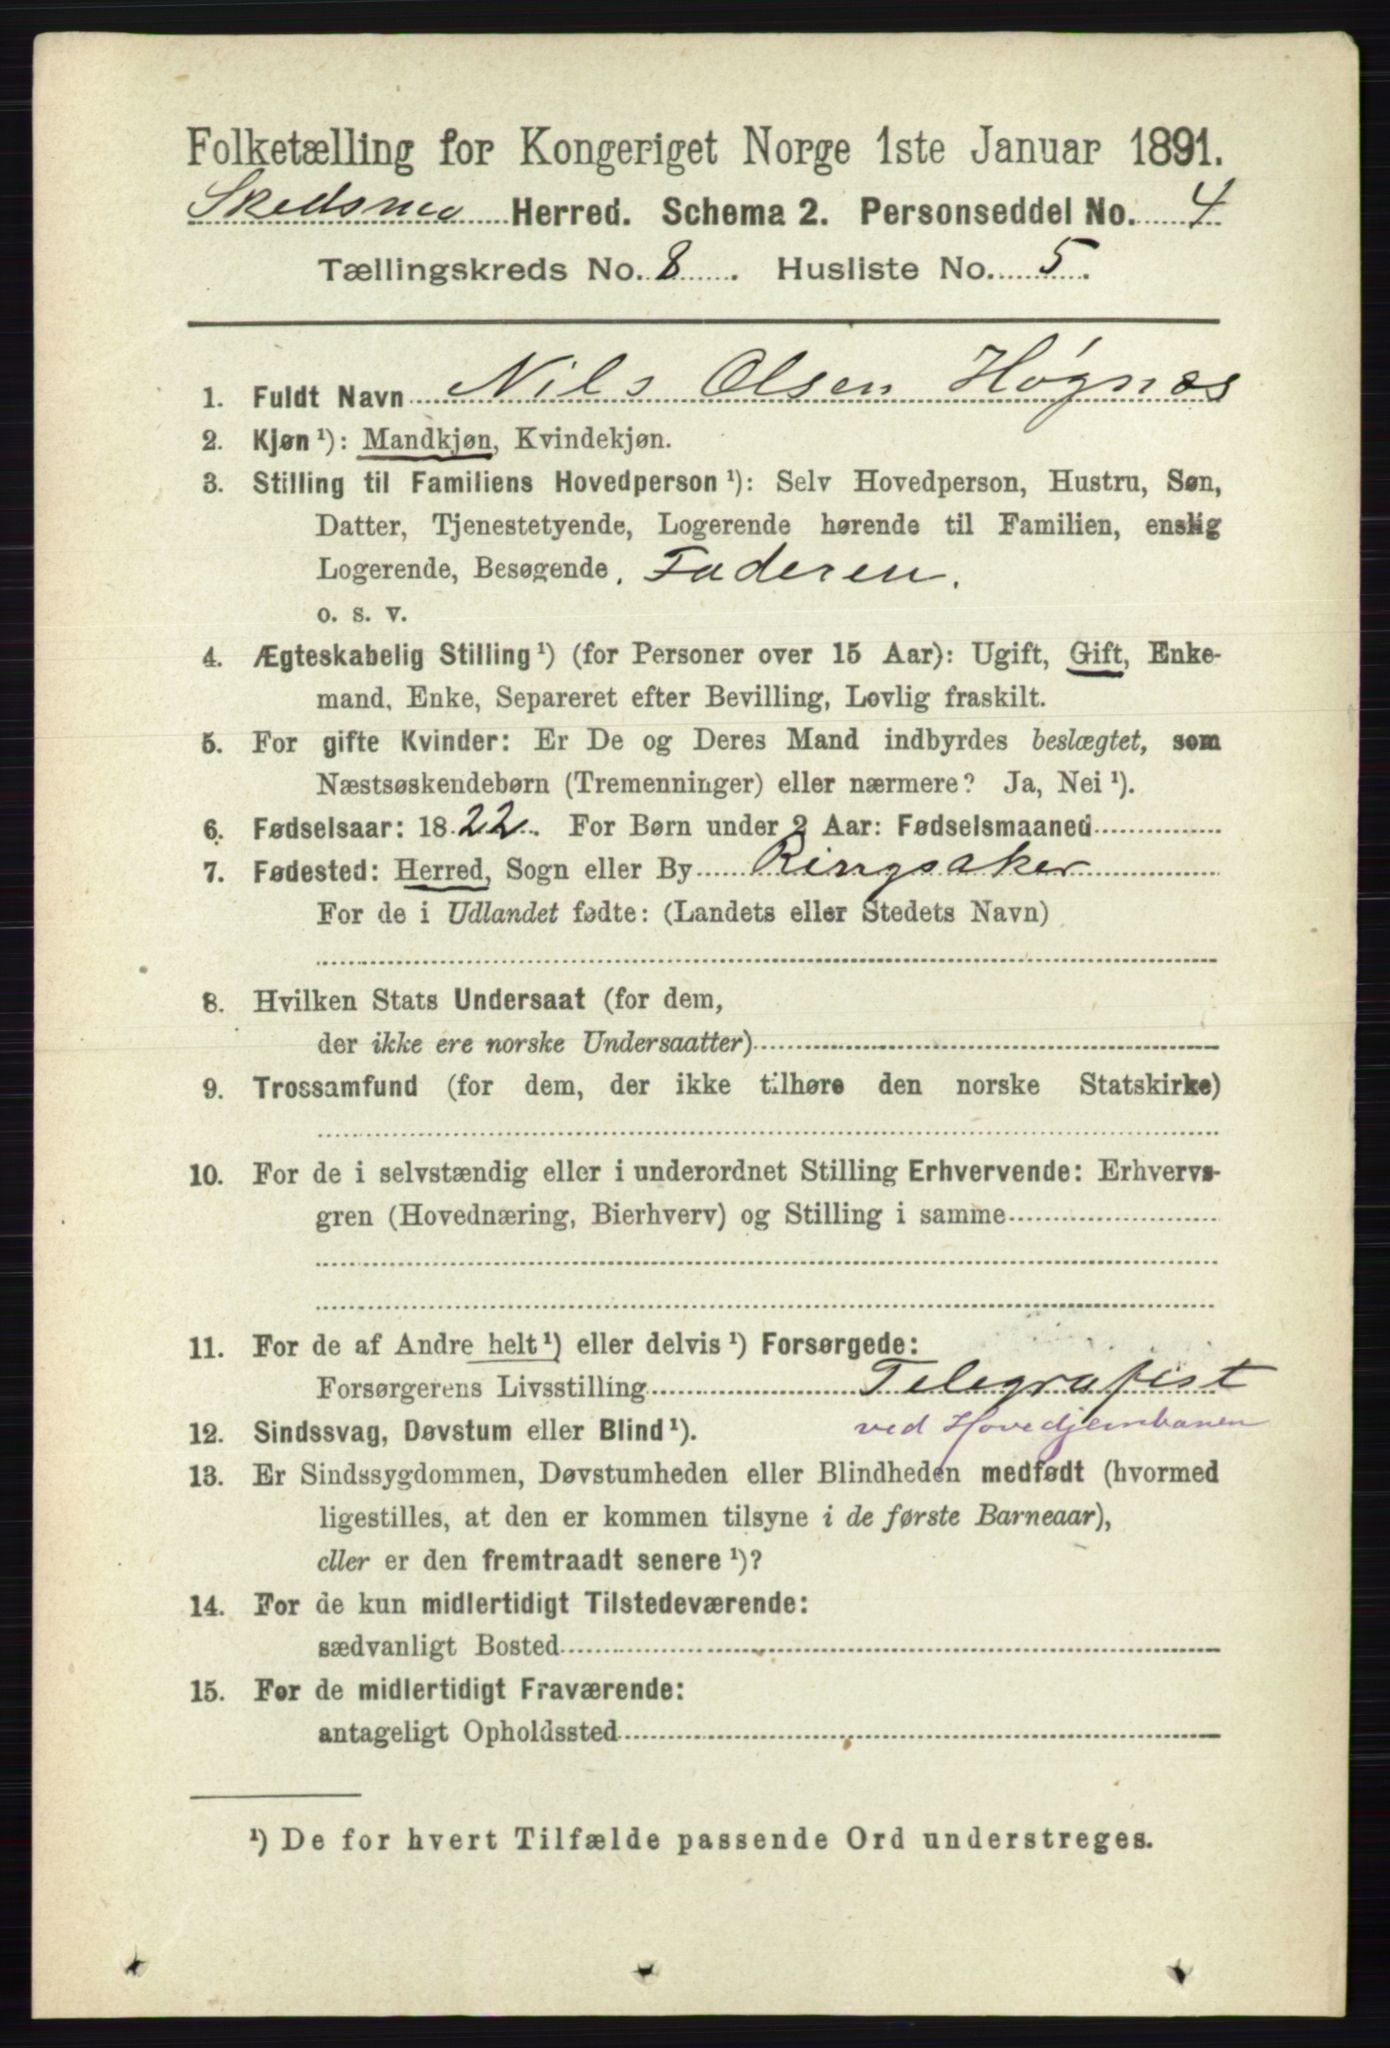 Folketælling for Kongeriget Norge 1ste Januar 1891.
Skedsmo Herred. Schema 2. Personseddel No. 4
Tællingskreds No. 8. Husliste No. 5.
1. Fuldt Navn Nils Olsen Høgnæs
2. Kjøn ¹): Mandkjøn, Kvindekjøn.
3. Stilling til Familiens Hovedperson ¹): Selv Hovedperson, Hustru, Søn,
Datter, Tjenestetyende, Logerende hørende til Familien, enslig
Logerende, Besøgende, Faderen.
o. s. v.
4. Ægteskabelig Stilling ¹) (for Personer over 15 Aar): Ugift, Gift, Enke-
mand, Enke, Separeret efter Bevilling, Lovlig fraskilt.
5. For gifte Kvinder: Er De og Deres Mand indbyrdes beslægtet, som
Næstsøskendebørn (Tremenninger) eller nærmere? Ja, Nei ¹).
6. Fødselsaar: 1822. For Børn under 2 Aar: Fødselsmaaned
7. Fødested: Herred, Sogn eller By Ringsaker
For de i Udlandet fødte: (Landets eller Stedets Navn)
8. Hvilken Stats Undersaat (for dem,
der ikke ere norske Undersaatter)
9. Trossamfund (for dem, der ikke tilhøre den norske Statskirke)
10. For de i selvstændig eller i underordnet Stilling Erhvervende: Erhvervs-
gren (Hovednæring, Bierhverv) og Stilling i samme
11. For de af Andre helt ¹) eller delvis ¹) Forsørgede:
Forsørgerens Livsstilling Telegrafist
12. Sindssvag, Døvstum eller Blind ¹). ved Hovedjernbanen
13. Er Sindssygdommen, Døvstumheden eller Blindheden medfødt (hvormed
ligestilles, at den er kommen tilsyne i de første Barneaar),
eller er den fremtraadt senere ¹)?
14. For de kun midlertidigt Tilstedeværende:
sædvanligt Bosted
15. For de midlertidigt Fraværende:
antageligt Opholdssted
¹) De for hvert Tilfælde passende Ord understreges.